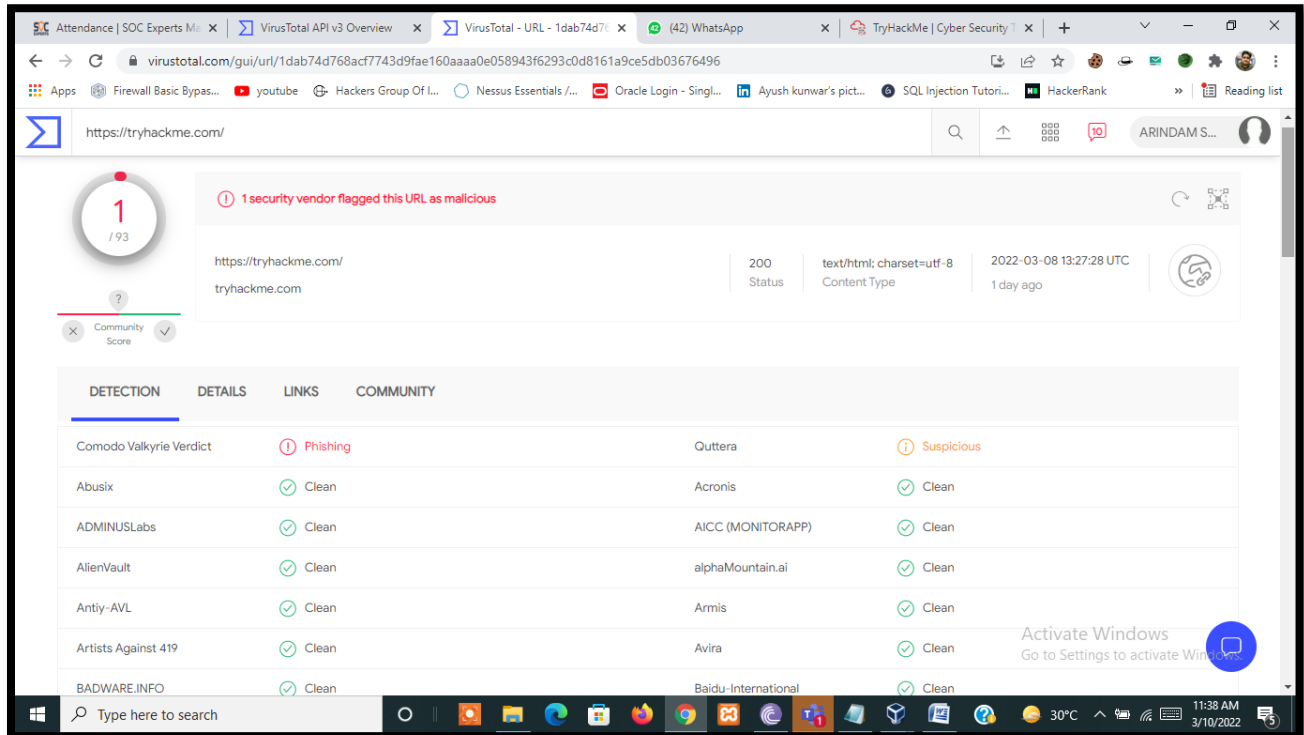 Attendance | SOC Experts Ma
VirusTotal API v3 Overview
VirusTotal - URL - 1dab74d76
(42) WhatsApp
TryHackMe | Cyber Security T
virustotal.com/gui/url/1dab74d768acf7743d9fae160aaaa0e058943f6293c0d8161a9ce5db03676496
Apps
Firewall Basic Bypas...
youtube
Hackers Group Of I...
Nessus Essentials /...
Oracle Login - Singl...
Ayush kunwar's pict...
SQL Injection Tutori...
HackerRank
»
Reading list
https://tryhackme.com/
10
ARINDAM S...
1
/ 93
1 security vendor flagged this URL as malicious
https://tryhackme.com/
tryhackme.com
200
Status
text/html; charset=utf-8
Content Type
2022-03-08 13:27:28 UTC
1 day ago
?
Community
Score
DETECTION DETAILS LINKS COMMUNITY
Comodo Valkyrie Verdict Phishing Quttera Suspicious
Abusix Clean Acronis Clean
ADMINUSLabs Clean AICC (MONITORAPP) Clean
AlienVault Clean alphaMountain.ai Clean
Antiy-AVL Clean Armis Clean
Artists Against 419 Clean Avira Clean
BADWARE.INFO Clean Baidu-International Clean
Activate Windows
Go to Settings to activate Windows.
Type here to search
30°C
11:38 AM
3/10/2022
5